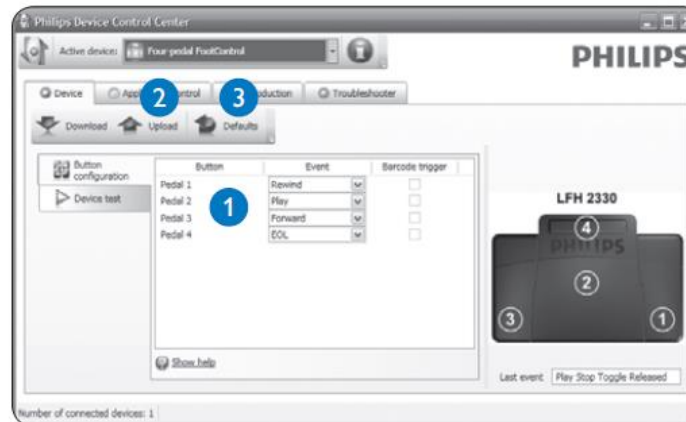 Philips Device Control Center
Active device: Four-pedal FootControl
PHILIPS
Device
Troubleshooter
2
3
Download Upload Defaults
Button configuration
Device test
Button Event Barcode trigger
Pedal 1 Rewind
Pedal 2 Play
Pedal 3 Forward
Pedal 4 EOL
1
Show help
LFH 2330
4
PHILIPS
2
3
1
Last event Play Stop Toggle Released
Number of connected devices: 1